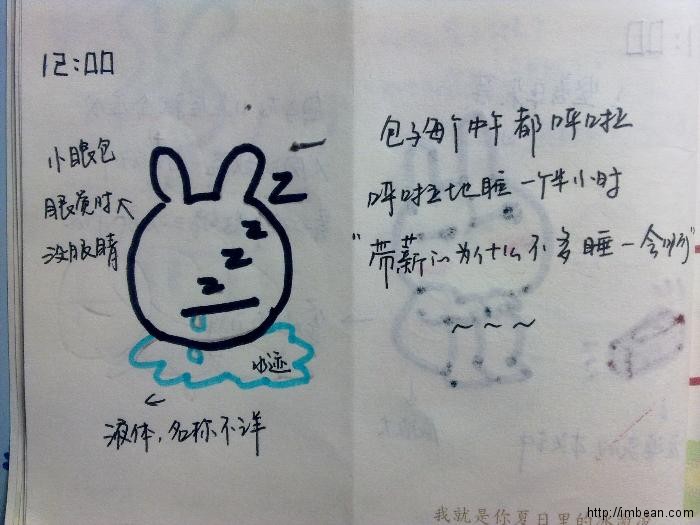 12:00
小眼包
眼黄时大
没眼睛
Z
Z
Z
Z
水迹
液体,名称不详
包子每个中午都呼啦
呼啦地睡一个半小时
"带薪的为什么不多睡一会所"
~ ~ ~
我就是你夏日里的
http://imbean.com